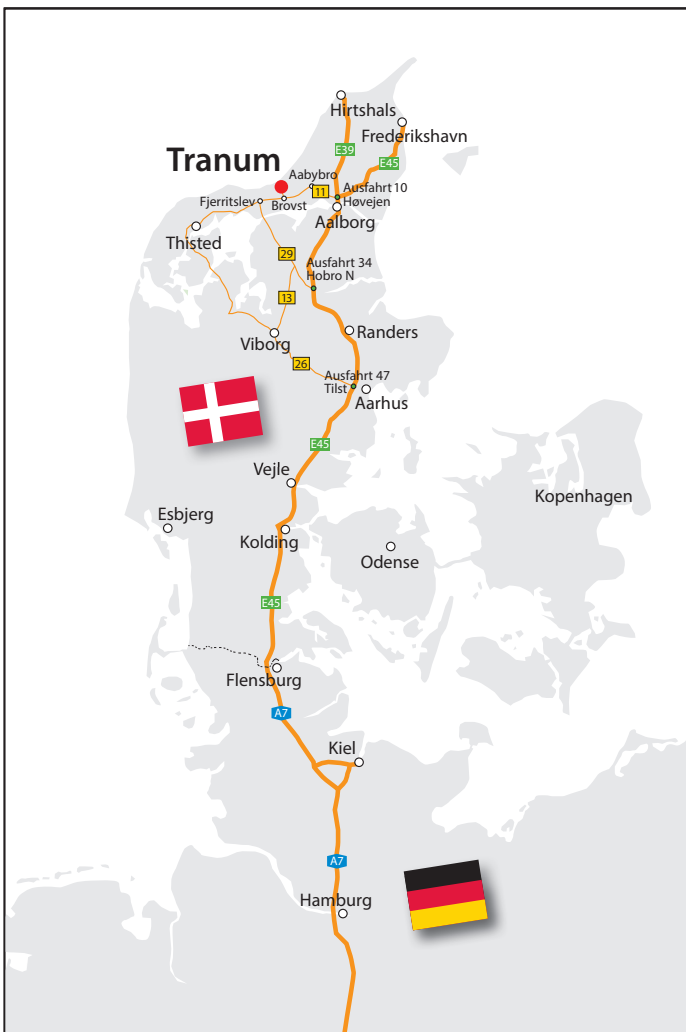 Hirtshals
Frederikshavn
E39
Tranum
E45
Aabybro
11
Ausfahrt 10
Høvejen
Fjerritslev
Brovst
Aalborg
Thisted
29
Ausfahrt 34
Hobro N
13
Randers
Viborg
26
Ausfahrt 47
Tilst
Aarhus
E45
Vejle
Kopenhagen
Esbjerg
Kolding
Odense
E45
Flensburg
A7
Kiel
A7
Hamburg